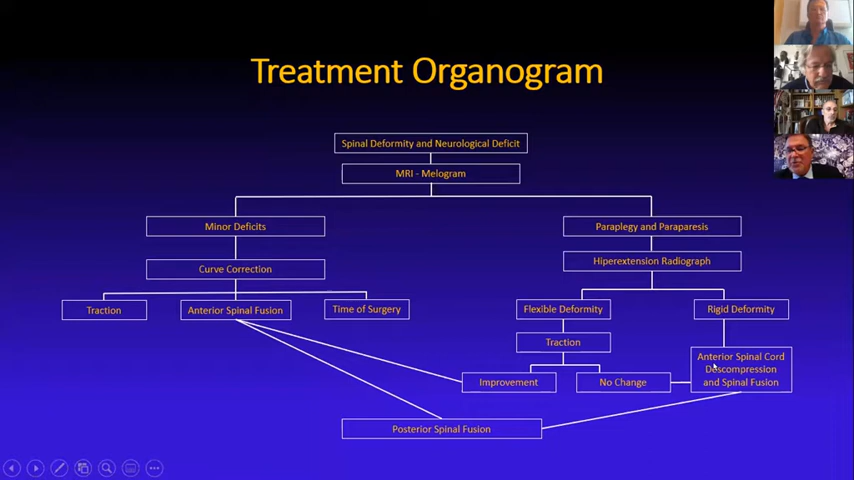 Treatment Organogram
Spinal Deformity and Neurological Deficit
MRI - Melogram
Minor Deficits
Paraplegy and Paraparesis
Curve Correction
Hiperextension Radiograph
Traction
Anterior Spinal Fusion
Time of Surgery
Flexible Deformity
Rigid Deformity
Traction
Anterior Spinal Cord
Descompression
and Spinal Fusion
Improvement
No Change
Posterior Spinal Fusion